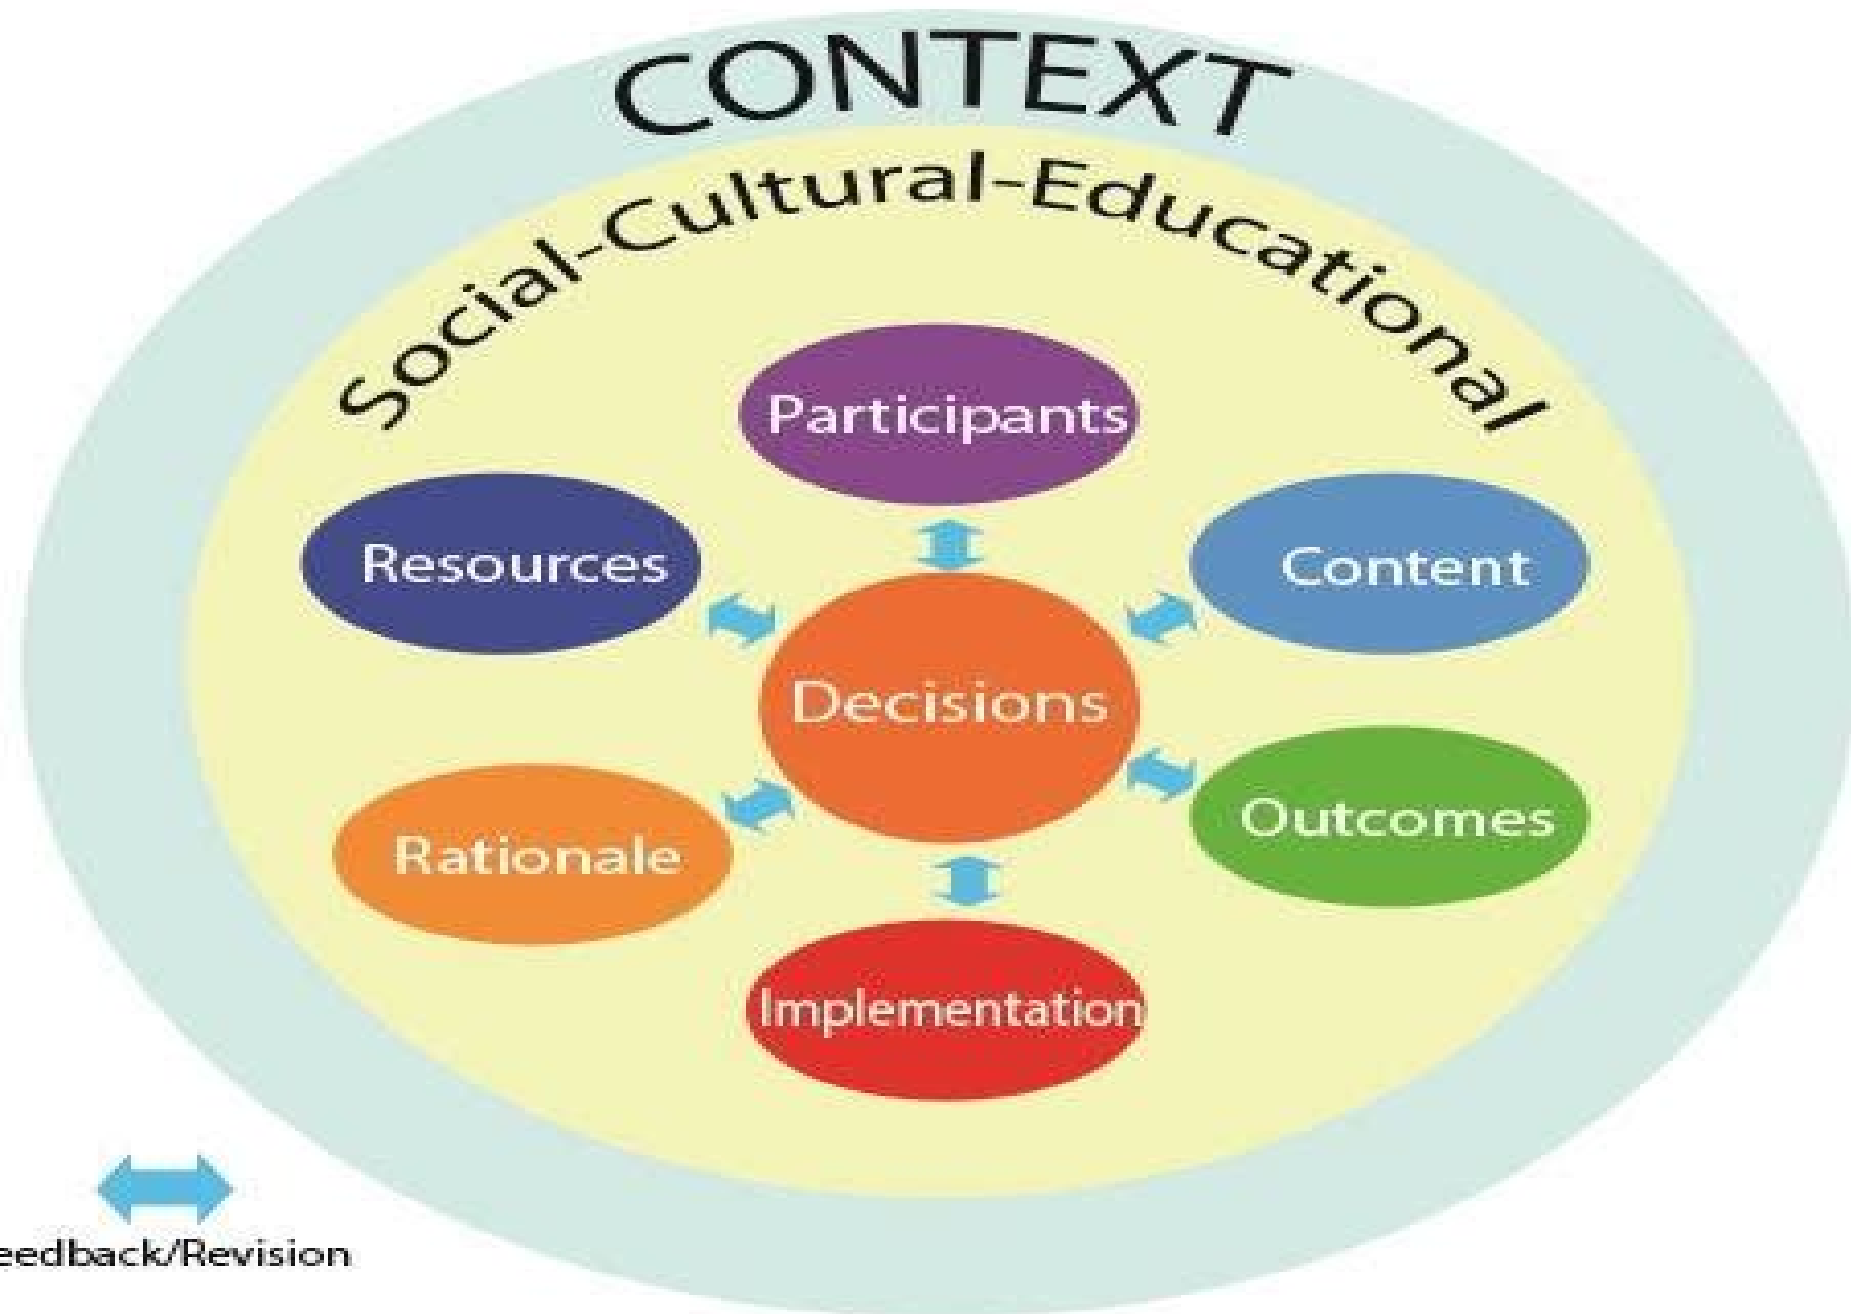 CONTEXT
Social-Cultural-Educational
Participants
Resources
Content
Decisions
Outcomes
Rationale
Implementation
eedback/Revision